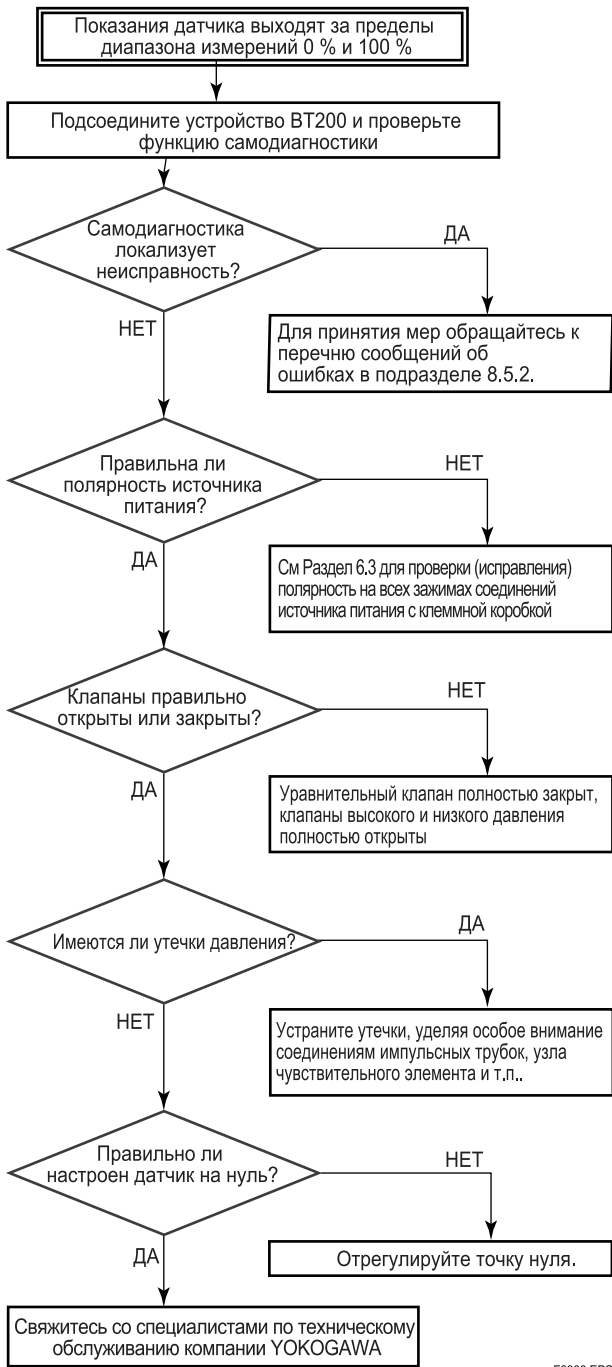 Показания датчика выходят за пределы
диапазона измерений 0 % и 100 %
Подсоедините устройство BT200 и проверьте
функцию самодиагностики
Самодиагностика
локализует
неисправность?
ДА
НЕТ
Для принятия мер обращайтесь к
перечню сообщений об
ошибках в подразделе 8.5.2.
Правильна ли
полярность источника
питания?
НЕТ
ДА
См Раздел 6.3 для проверки (исправления)
полярность на всех зажимах соединений
источника питания с клеммной коробкой
Клапаны правильно
открыты или закрыты?
НЕТ
ДА
Уравнительный клапан полностью закрыт,
клапаны высокого и низкого давления
полностью открыты
Имеются ли утечки давления?
ДА
НЕТ
Устраните утечки, уделяя особое внимание
соединениям импульсных трубок, узла
чувствительного элемента и т.п..
Правильно ли
настроен датчик на нуль?
НЕТ
ДА
Отрегулируйте точку нуля.
Свяжитесь со специалистами по техническому
обслуживанию компании YOKOGAWA